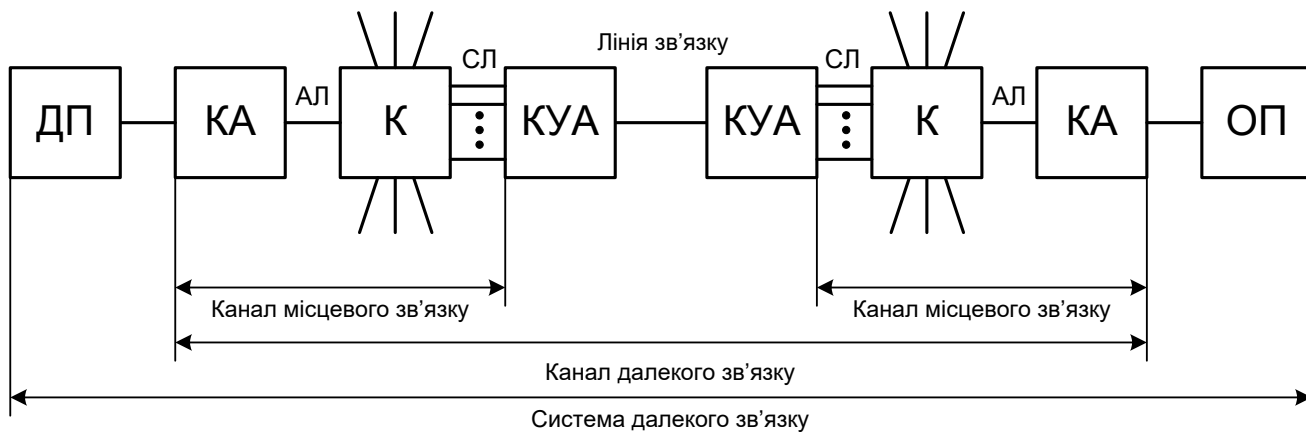 Лінія зв’язку
СЛ
СЛ
АЛ
АЛ
ДП
КА
К
КУА
КУА
К
КА
ОП
Канал місцевого зв’язку
Канал місцевого зв’язку
Канал далекого зв’язку
Система далекого зв’язку